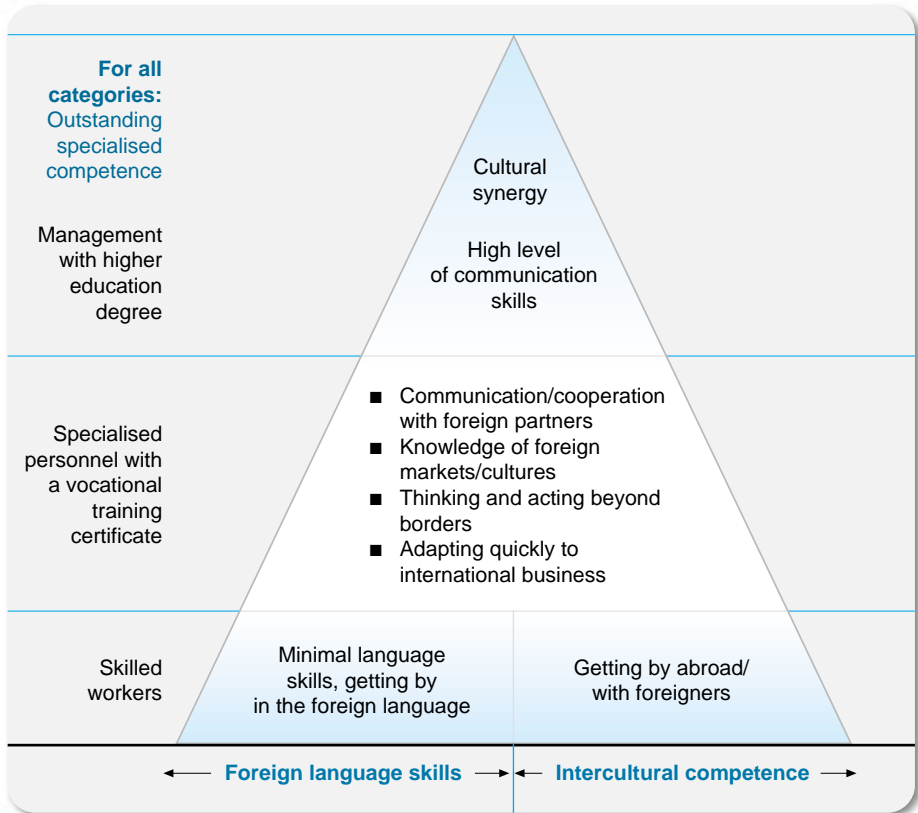 For all
categories:
Outstanding
specialised
competence
Cultural
synergy
Management
with higher
education
degree
High level
of communication
skills
Specialised
personnel with
a vocational
training
certificate
■ Communication/cooperation
with foreign partners
■ Knowledge of foreign
markets/cultures
■ Thinking and acting beyond
borders
■ Adapting quickly to
international business
Skilled
workers
Minimal language
skills, getting by
in the foreign language
Getting by abroad/
with foreigners
Foreign language skills
Intercultural competence